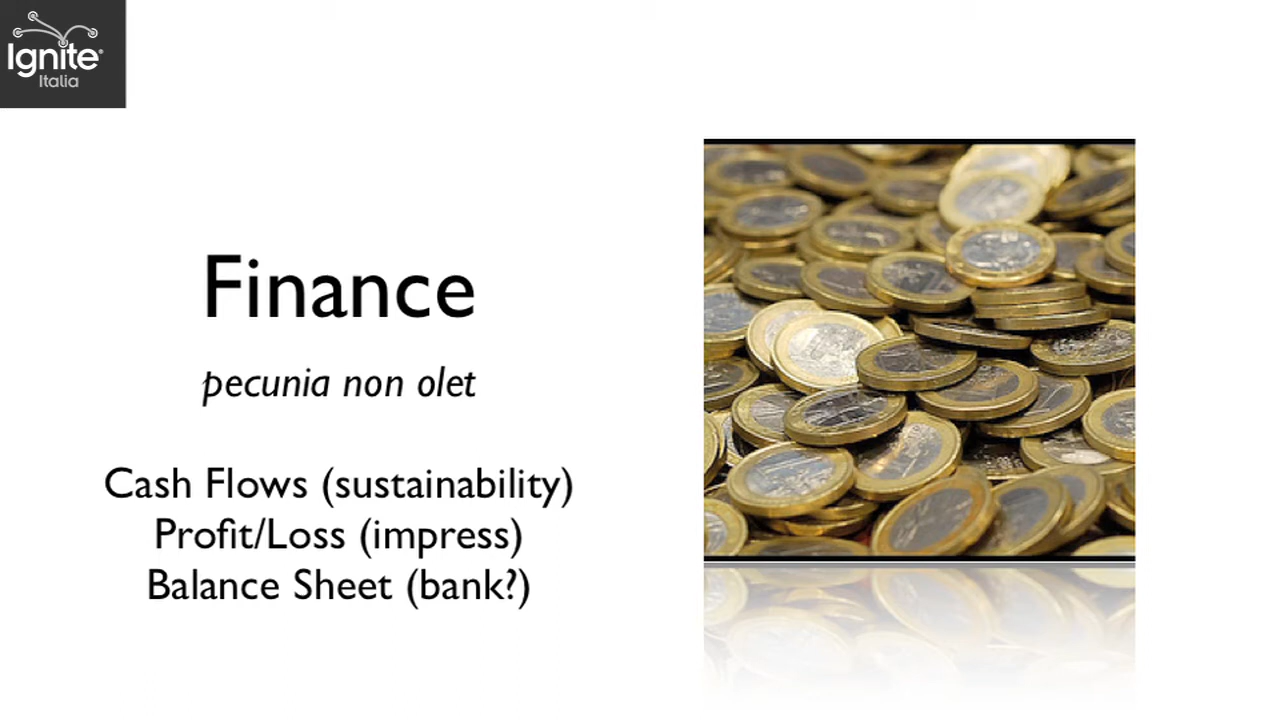 Ignite®
Italia
Finance
pecunia non olet
Cash Flows (sustainability)
Profit/Loss (impress)
Balance Sheet (bank?)